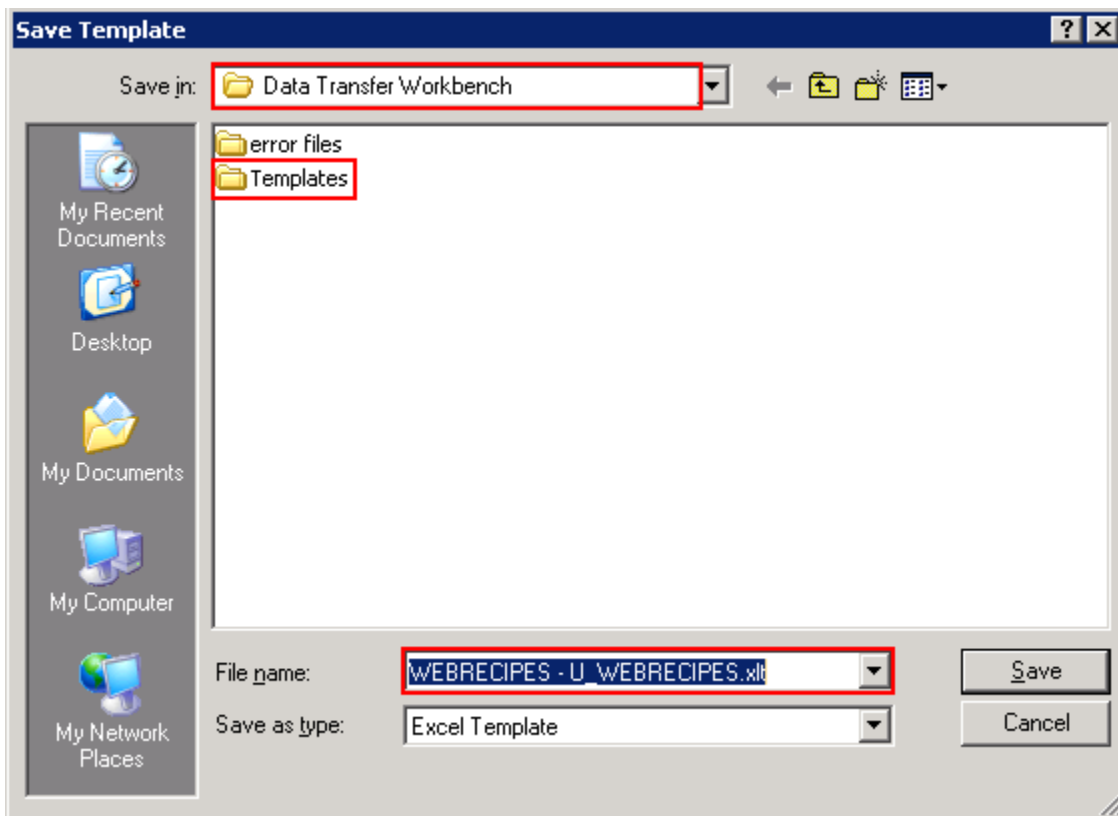 Save Template
Save in: Data Transfer Workbench
error files
Templates
My Recent
Documents
Desktop
My Documents
My Computer
My Network
Places
File name: WEBRECIPES - U_WEBRECIPES.xlt Save
Save as type: Excel Template Cancel